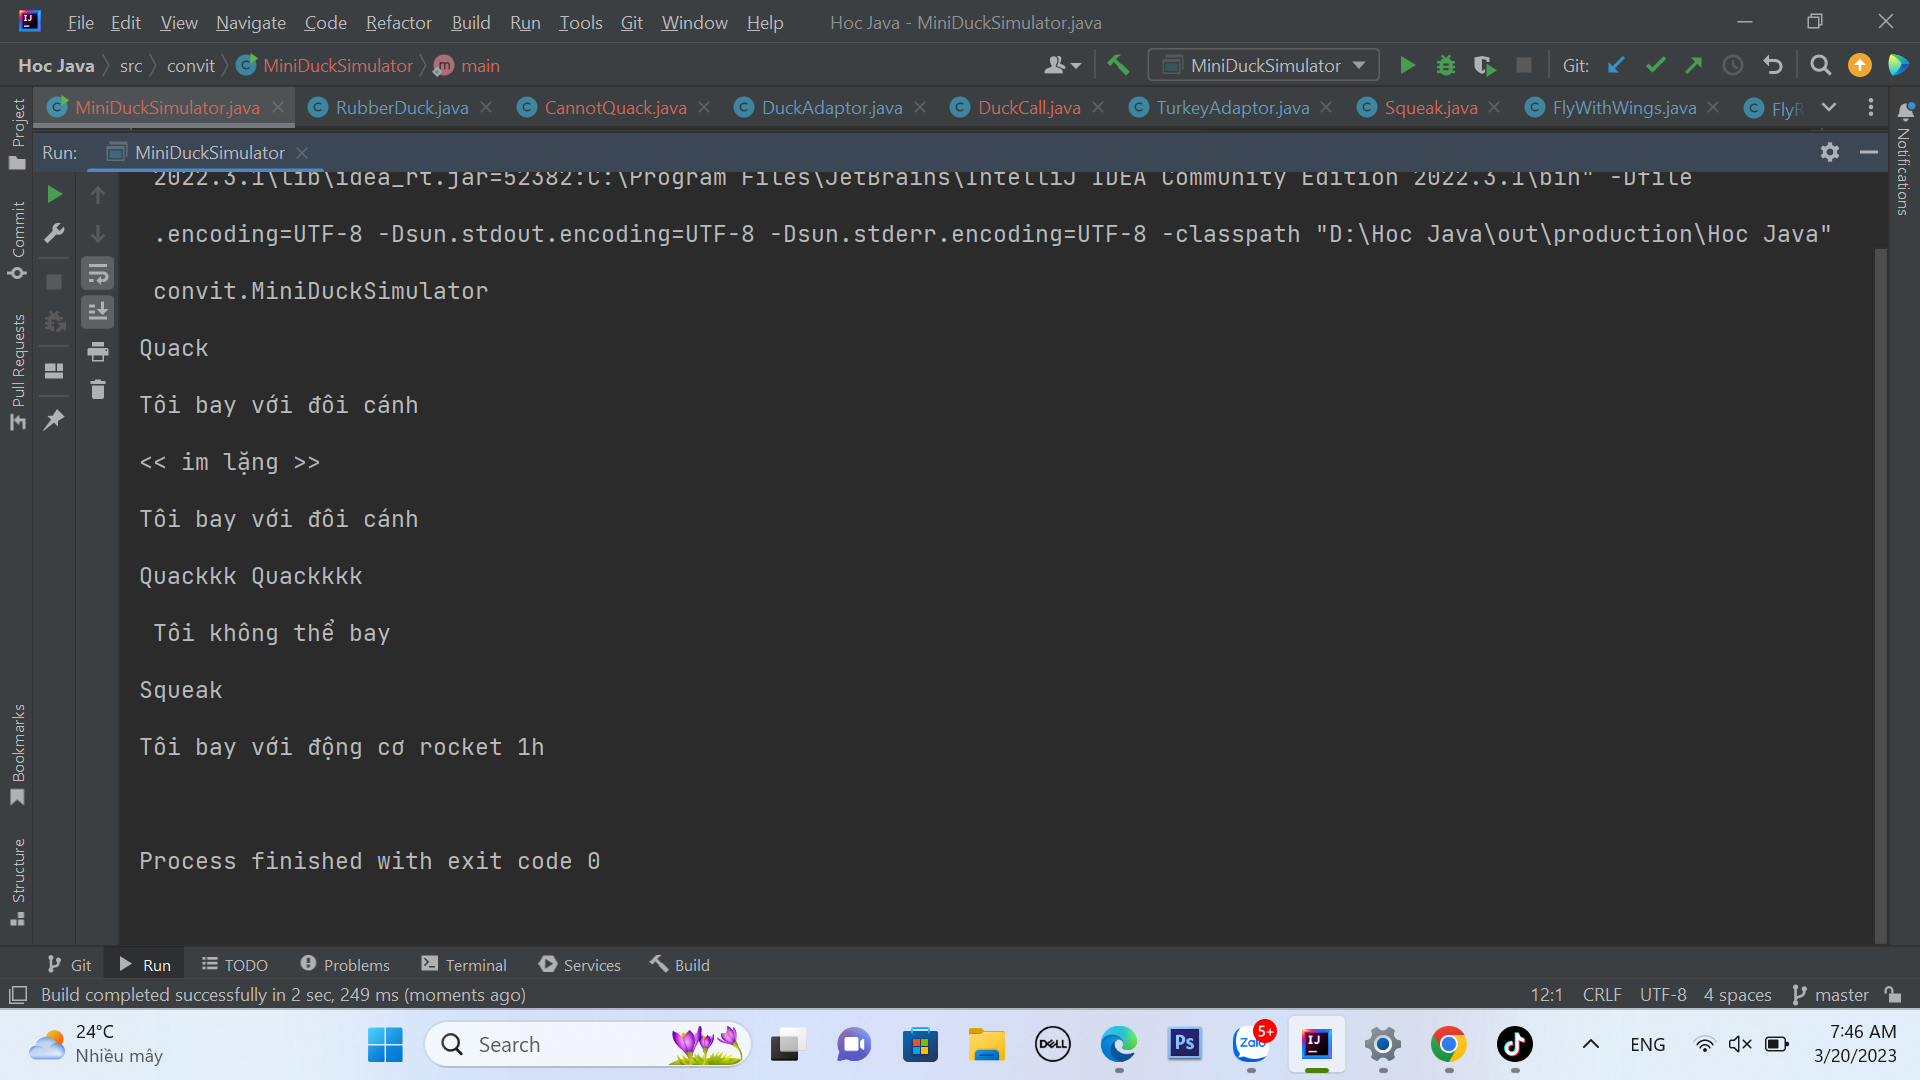 File Edit View Navigate Code Refactor Build Run Tools Git Window Help Hoc Java - MiniDuckSimulator.java
Hoc Java src convit MiniDuckSimulator main MiniDuckSimulator Git:
MiniDuckSimulator.java RubberDuck.java CannotQuack.java DuckAdaptor.java DuckCall.java TurkeyAdaptor.java Squeak.java FlyWithWings.java
Run: MiniDuckSimulator
2022.3.1\lib\idea_rt.jar=52382:C:\Program Files\JetBrains\IntelliJ IDEA Community Edition 2022.3.1\bin" -Dfile
.encoding=UTF-8 -Dsun.stdout.encoding=UTF-8 -Dsun.stderr.encoding=UTF-8 -classpath "D:\Hoc Java\out\production\Hoc Java"
convit.MiniDuckSimulator
Quack
Tôi bay với đôi cánh
<< im lặng >>
Tôi bay với đôi cánh
Quackkk Quackkkk
Tôi không thể bay
Squeak
Tôi bay với động cơ rocket 1h
Process finished with exit code 0
Project
Commit
Pull Requests
Bookmarks
Structure
Notifications
Git Run TODO Problems Terminal Services Build
Build completed successfully in 2 sec, 249 ms (moments ago) 12:1 CRLF UTF-8 4 spaces master
24°C
Nhiều mây
Search
DELL
Ps
Zalo
5+
IJ
ENG
7:46 AM
3/20/2023